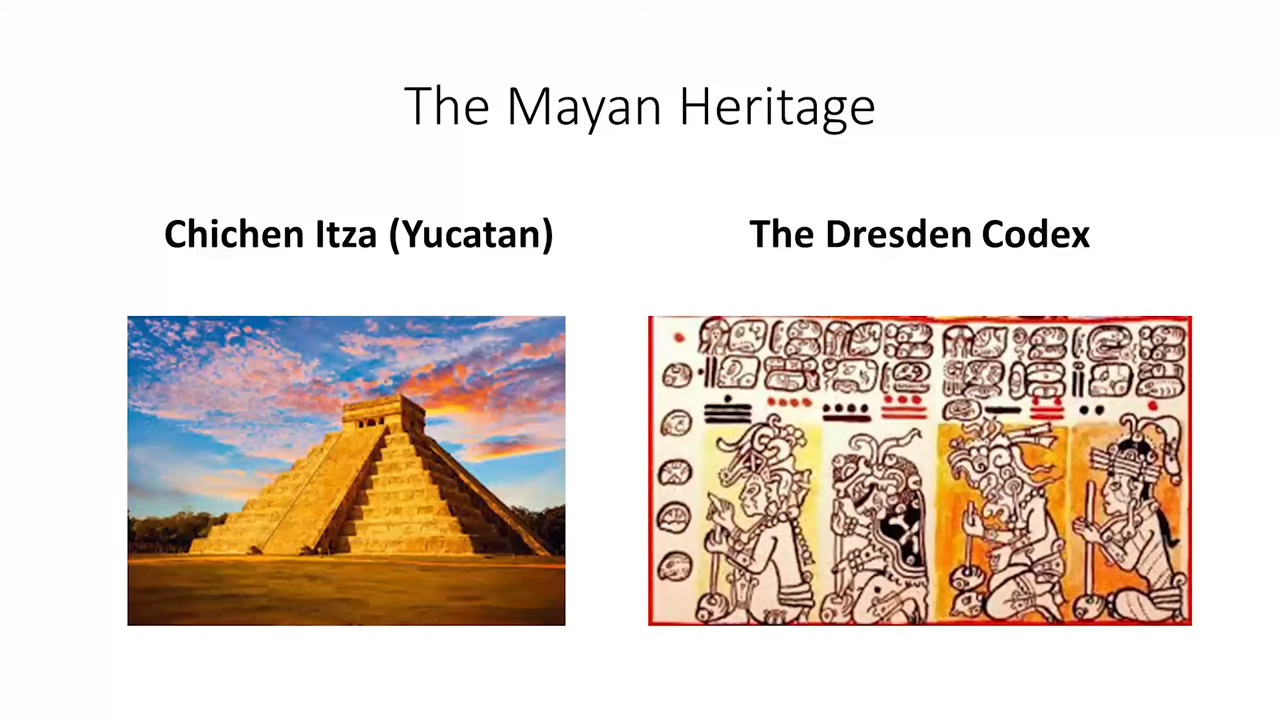 The Mayan Heritage
Chichen Itza (Yucatan)
The Dresden Codex